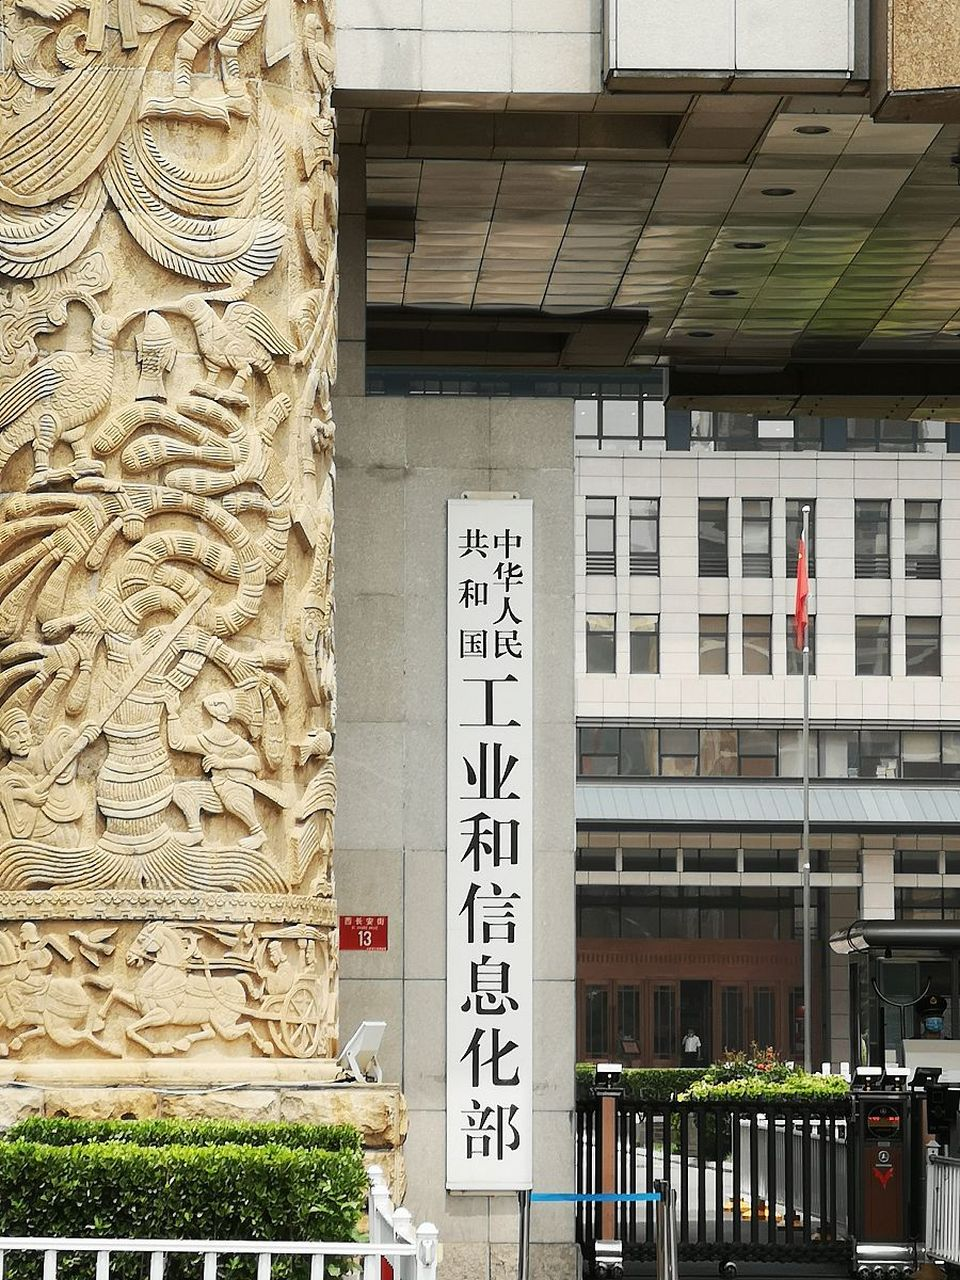 中华人民
共和国
工业和信息化部
西长安街
13